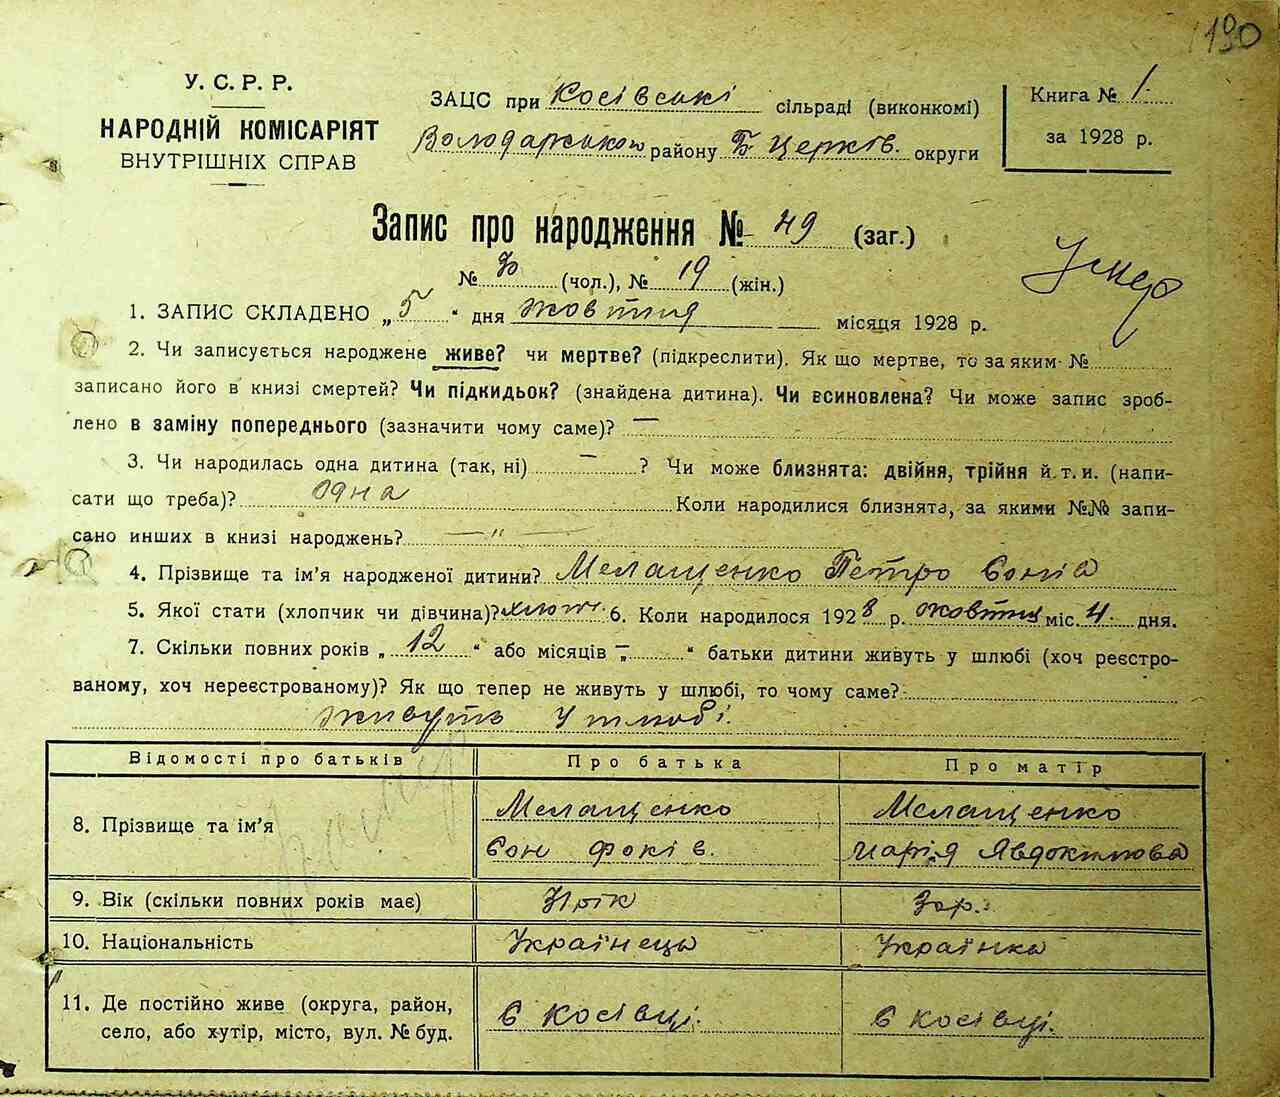 190
У. С. Р. Р.
НАРОДНІЙ КОМІСАРІЯТ
ВНУТРІШНІХ СПРАВ
ЗАЦС при Косівські сільраді (виконкомі)
Володарського району Б Церків. округи
Книга № 1
за 1928 р.
Запис про народження № 49 (заг.)
№ (чол.), № 19 (жін.)
Умер
1. ЗАПИС СКЛАДЕНО „ 5 “ дня жовтня місяця 1928 р.
2. Чи записується народжене живе? чи мертве? (підкреслити). Як що мертве, то за яким №
записано його в книзі смертей? Чи підкидьок? (знайдена дитина). Чи всиновлена? Чи може запис зроб-
лено в заміну попереднього (зазначити чому саме)? —
3. Чи народилась одна дитина (так, ні) — ? Чи може близнята: двійня, трійня й т. и. (напи-
сати що треба)? одна Коли народилися близнята, за якими №№ запи-
сано инших в книзі народжень? — " —
4. Прізвище та ім’я народженої дитини? Мелащенко Петро Єонів
5. Якої стати (хлопчик чи дівчина)? хлопч. 6. Коли народилося 1928 р. жовтня міс. 4 дня.
7. Скільки повних років „ 12 “ або місяців „ — “ батьки дитини живуть у шлюбі (хоч реєстро-
ваному, хоч нереєстрованому)? Як що тепер не живуть у шлюбі, то чому саме?
живуть у шлюбі.
Відомості про батьків Про батька Про матір
8. Прізвище та ім’я
Мелащенко Мелащенко
Єон Фоків. Марія Явдокимова
9. Вік (скільки повних років має)
10. Національність Українець Українка
11. Де постійно живе (округа, район,
село, або хутір, місто, вул. № буд.
є Косівці. є Косівці.